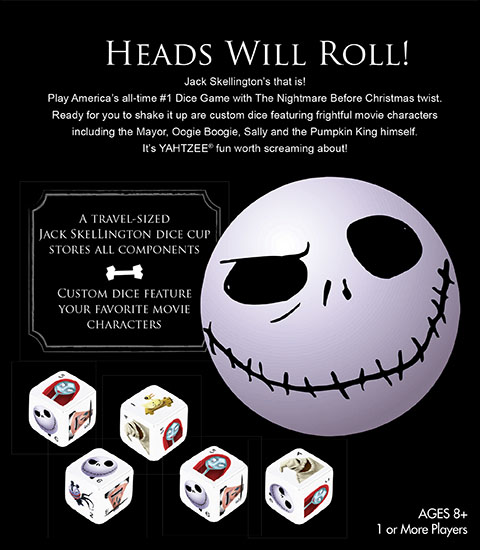 HEADS WILL ROLL!
Jack Skellington's that is!
Play America's all-time #1 Dice Game with The Nightmare Before Christmas twist.
Ready for you to shake it up are custom dice featuring frightful movie characters
including the Mayor, Oogie Boogie, Sally and the Pumpkin King himself.
It's YAHTZEE® fun worth screaming about!
A TRAVEL-SIZED
JACK SKELLINGTON DICE CUP
STORES ALL COMPONENTS
CUSTOM DICE FEATURE
YOUR FAVORITE MOVIE
CHARACTERS
AGES 8+
1 or More Players